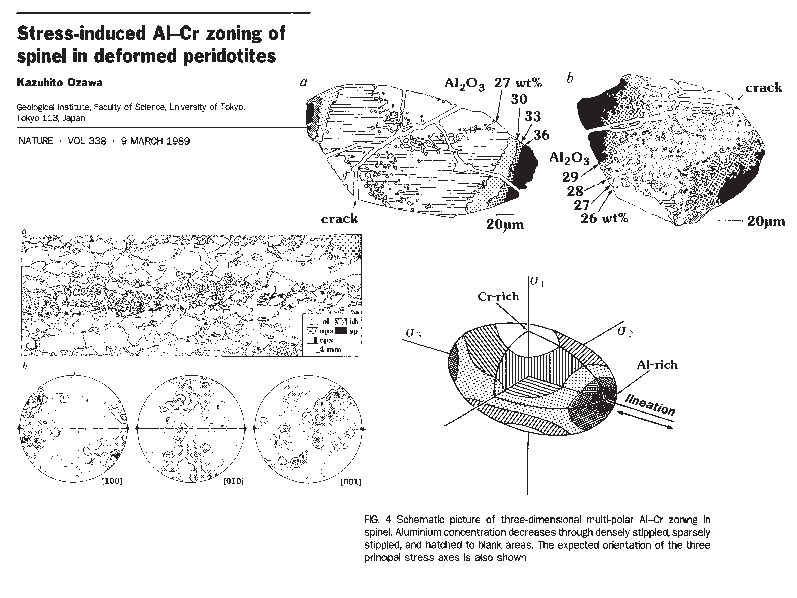 Stress-induced Al–Cr zoning of
spinel in deformed peridotites
Kazuhito Ozawa
Geological Institute, Faculty of Science, University of Tokyo,
Tokyo 113, Japan
NATURE · VOL 338 · 9 MARCH 1989
a
Al₂O₃ 27 wt%
30
33
36
crack
20μm
b
crack
Al₂O₃
29
28
27
26 wt%
20μm
a
ol
opx
cpx
sp
4 mm
b
[100]
[010]
[001]
σ₁
Cr-rich
σ₃
σ₂
Al-rich
lineation
FIG. 4 Schematic picture of three-dimensional multi-polar Al–Cr zoning in
spinel. Aluminium concentration decreases through densely stippled, sparsely
stippled, and hatched to blank areas. The expected orientation of the three
principal stress axes is also shown